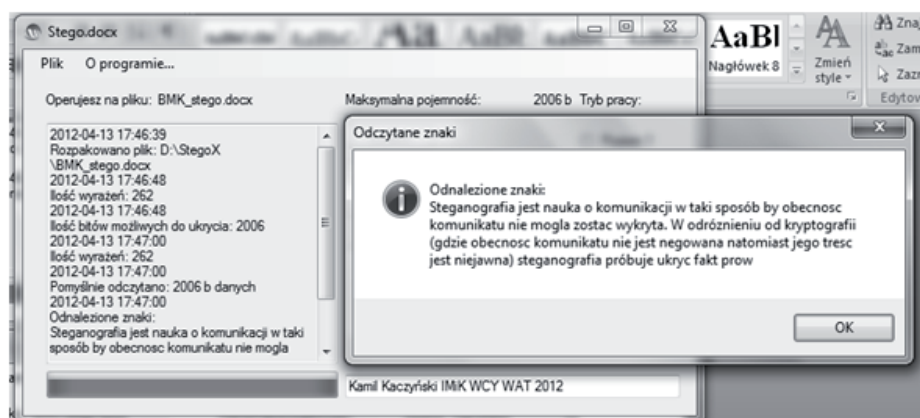 Stego.docx
Plik O programie...
Operujesz na pliku: BMK_stego.docx
Maksymalna pojemność: 2006 b Tryb pracy:
2012-04-13 17:46:39
Rozpakowano plik: D:\StegoX
\BMK_stego.docx
2012-04-13 17:46:48
Ilość wyrażeń: 262
2012-04-13 17:46:48
Ilość bitów możliwych do ukrycia: 2006
2012-04-13 17:47:00
Ilość wyrażeń: 262
2012-04-13 17:47:00
Pomyślnie odczytano: 2006 b danych
2012-04-13 17:47:00
Odnalezione znaki:
Steganografia jest nauka o komunikacji w taki
sposób by obecnosc komunikatu nie mogla
Kamil Kaczyński IMiK WCY WAT 2012
Odczytane znaki
Odnalezione znaki:
Steganografia jest nauka o komunikacji w taki sposób by obecnosc
komunikatu nie mogla zostac wykryta. W odróznieniu od kryptografii
(gdzie obecnosc komunikatu nie jest negowana natomiast jego tresc
jest niejawna) steganografia próbuje ukryc fakt prow
OK
AaBl
Nagłówek 8
Zmień
style
Zna
Zam
Zazn
Edytow